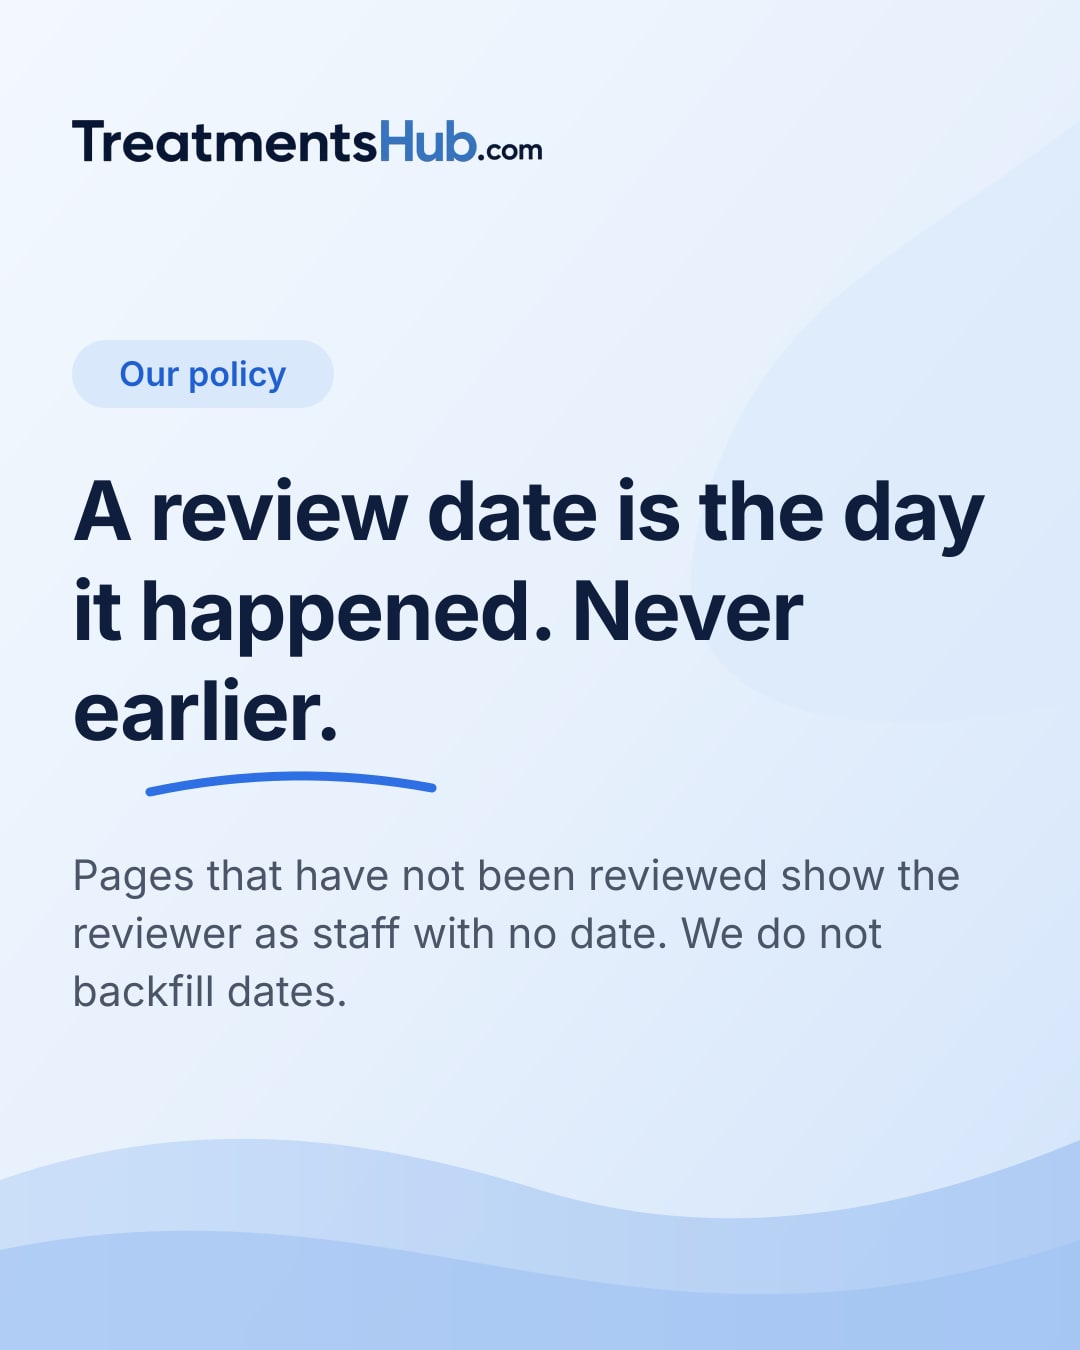 TreatmentsHub.com
Our policy
A review date is the day
it happened. Never
earlier.
Pages that have not been reviewed show the
reviewer as staff with no date. We do not
backfill dates.